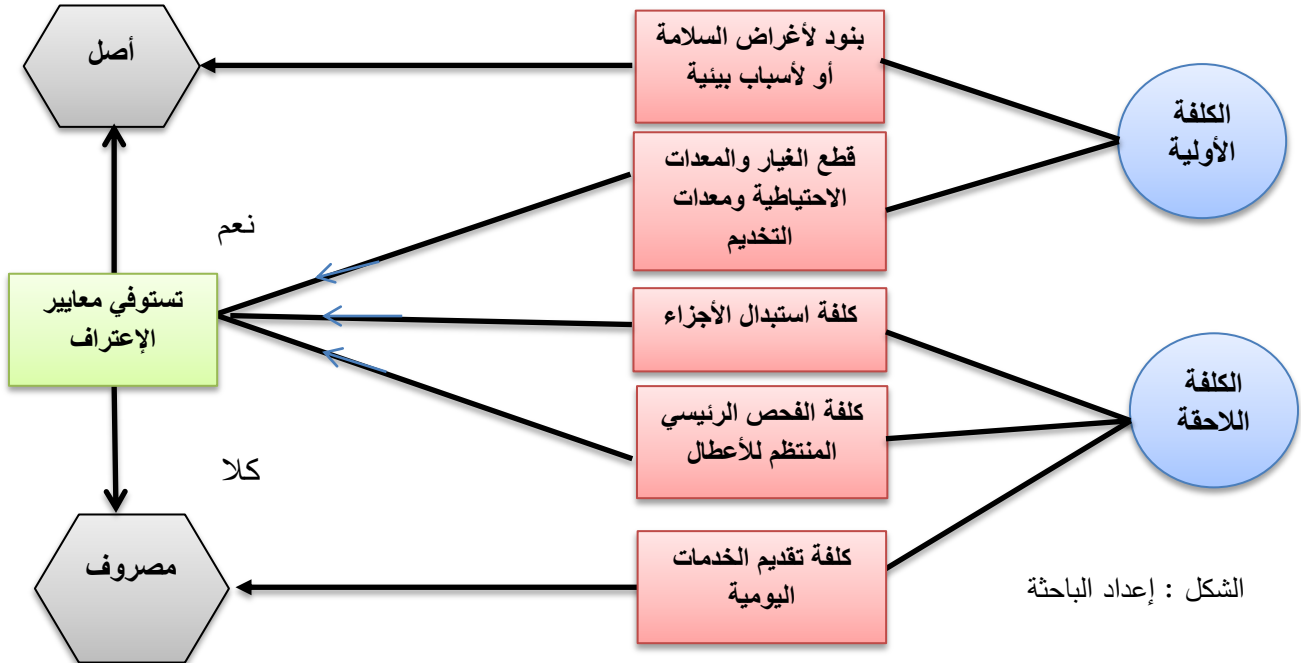 الكلفة
الأولية
بنود لأغراض السلامة
أو لأسباب بيئية
قطع الغيار والمعدات
الاحتياطية ومعدات
التخديم
أصل
نعم
تستوفي معايير
الإعتراف
كلا
الكلفة
اللاحقة
كلفة استبدال الأجزاء
كلفة الفحص الرئيسي
المنتظم للأعطال
كلفة تقديم الخدمات
اليومية
مصروف
الشكل : إعداد الباحثة